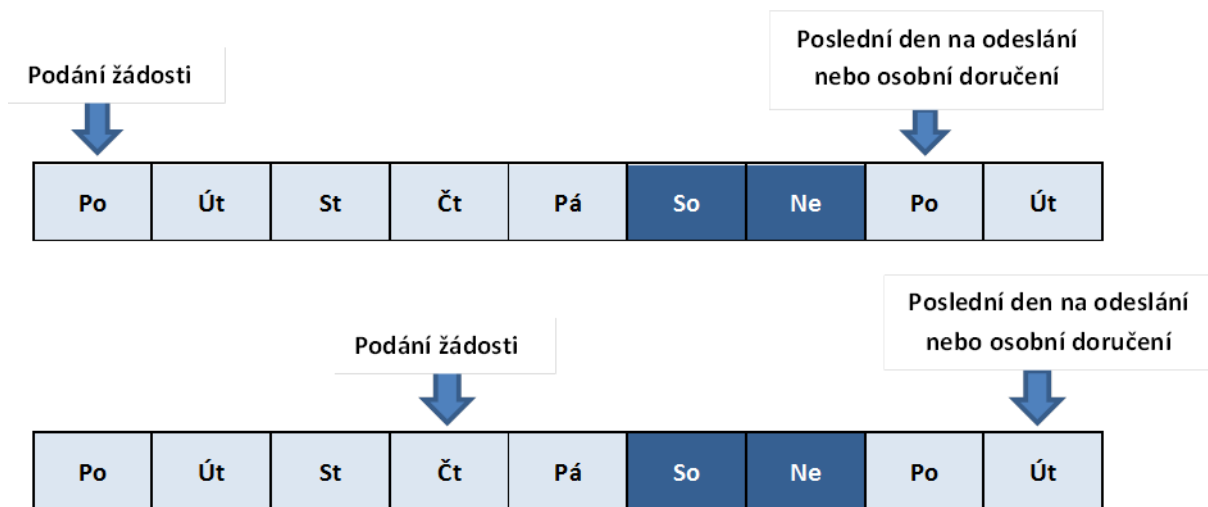 Poslední den na odeslání
nebo osobní doručení
Podání žádosti
Po Út St Čt Pá So Ne Po Út
Poslední den na odeslání
nebo osobní doručení
Podání žádosti
Po Út St Čt Pá So Ne Po Út